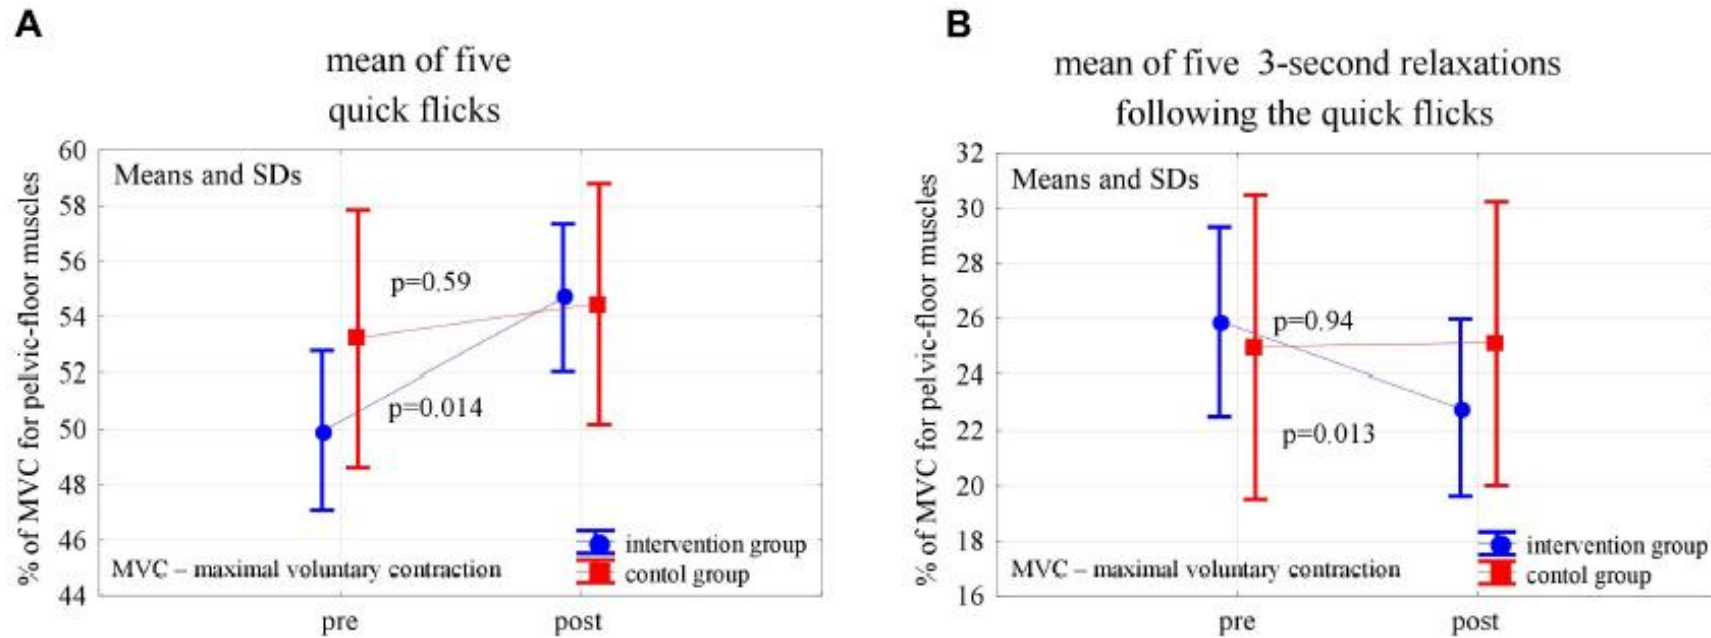 A
mean of five
quick flicks
% of MVC for pelvic-floor muscles
60
58
56
54
52
50
48
46
44
Means and SDs
p=0.59
p=0.014
MVC – maximal voluntary contraction
intervention group
contol group
pre
post
B
mean of five 3-second relaxations
following the quick flicks
% of MVC for pelvic-floor muscles
32
30
28
26
24
22
20
18
16
Means and SDs
p=0.94
p=0.013
MVC – maximal voluntary contraction
intervention group
contol group
pre
post